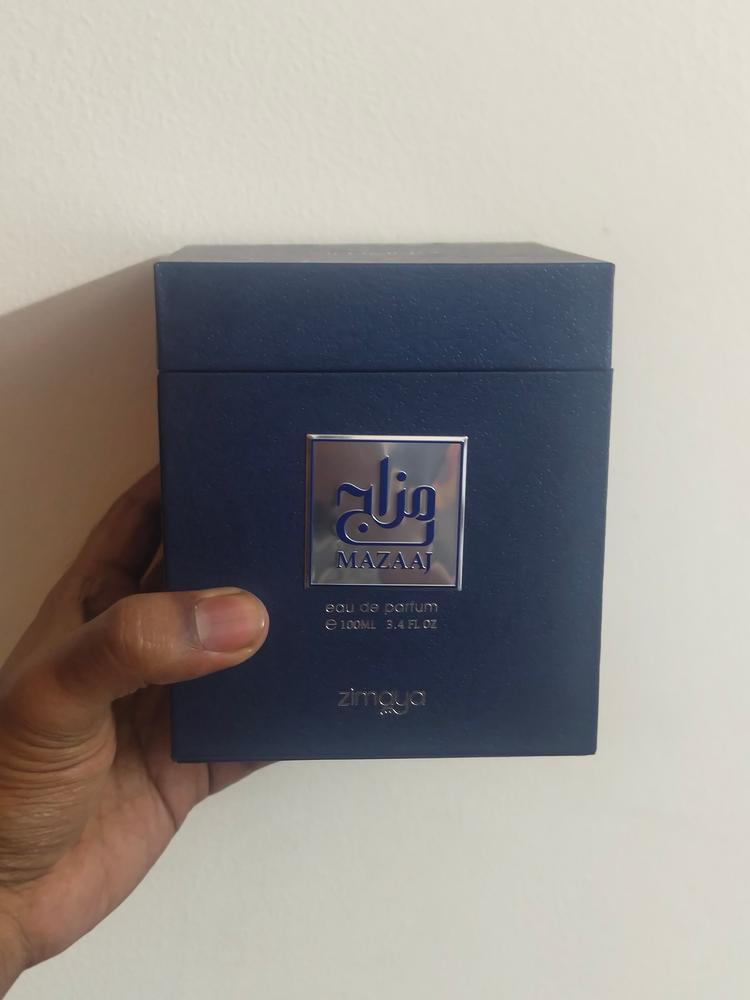 مزاج
MAZAAJ
eau de parfum
℮ 100ML 3.4 FL OZ
zimaya